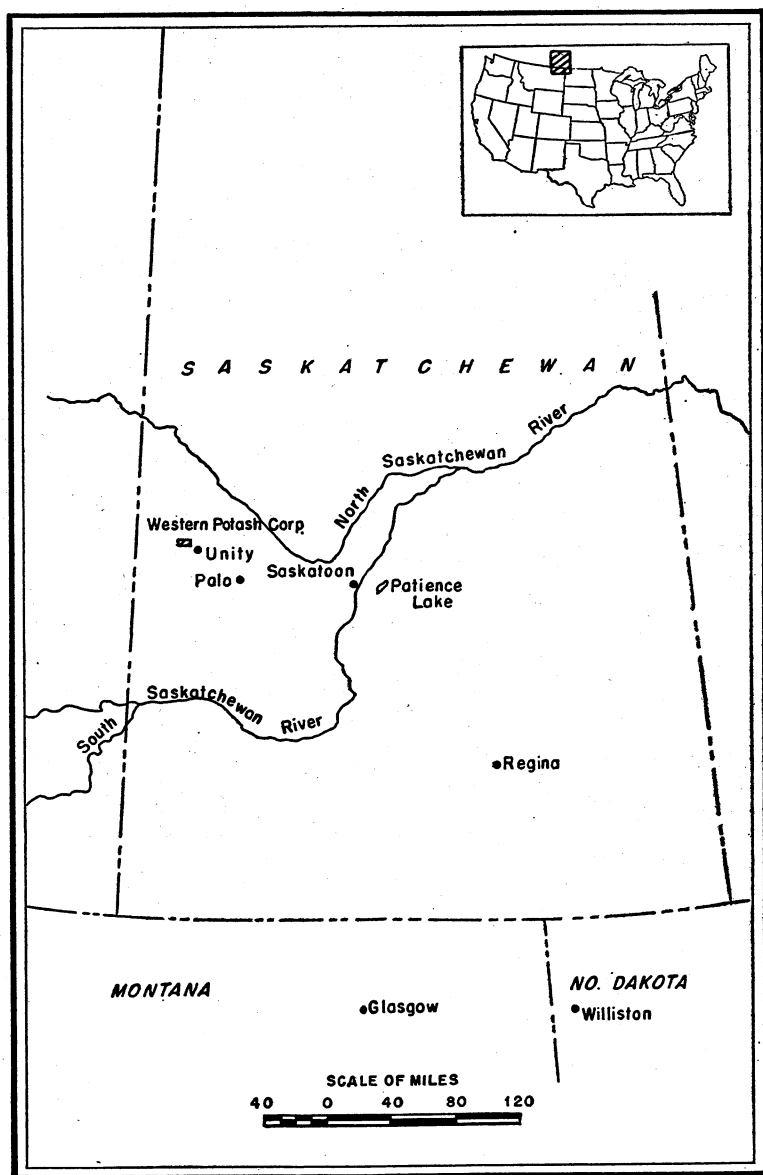 SASKATCHEWAN
River
Saskatchewan
North
Western Potash Corp.
Unity
Saskatoon
Palo
Patience
Lake
Saskatchewan
River
South
Regina
MONTANA
NO. DAKOTA
Glasgow
Williston
SCALE OF MILES
40 0 40 80 120